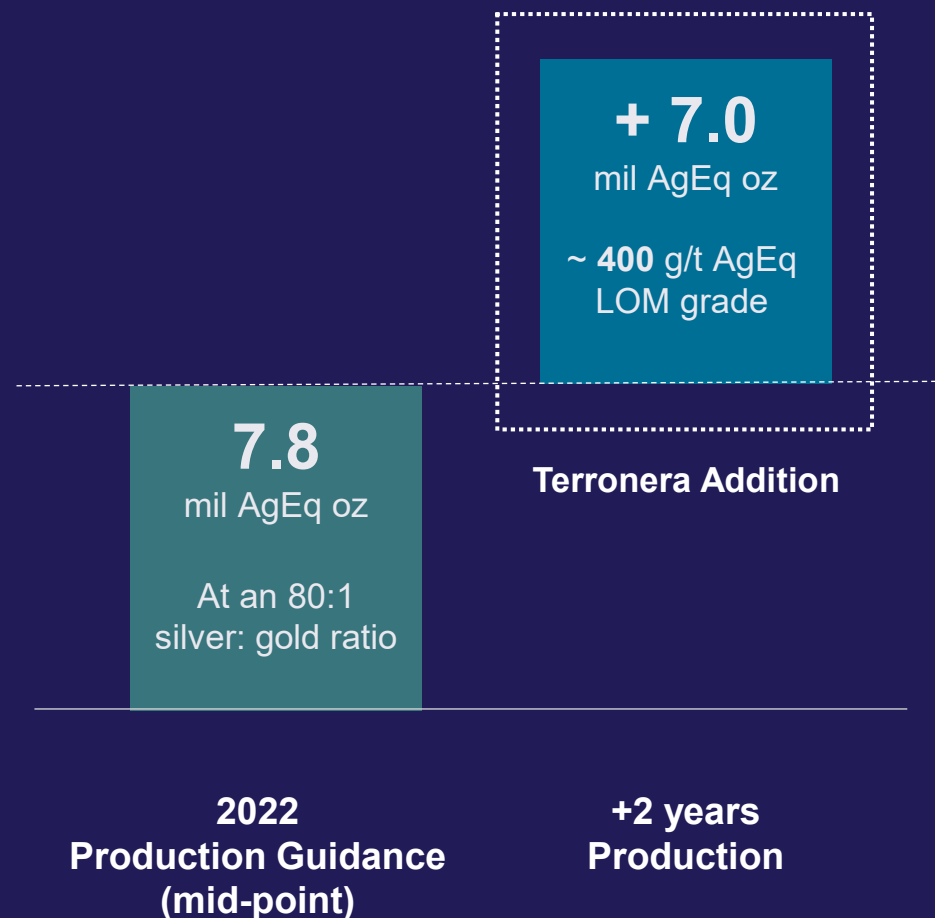 + 7.0
mil AgEq oz
~ 400 g/t AgEq
LOM grade
Terronera Addition
7.8
mil AgEq oz
At an 80:1
silver: gold ratio
2022
Production Guidance
(mid-point)
+2 years
Production